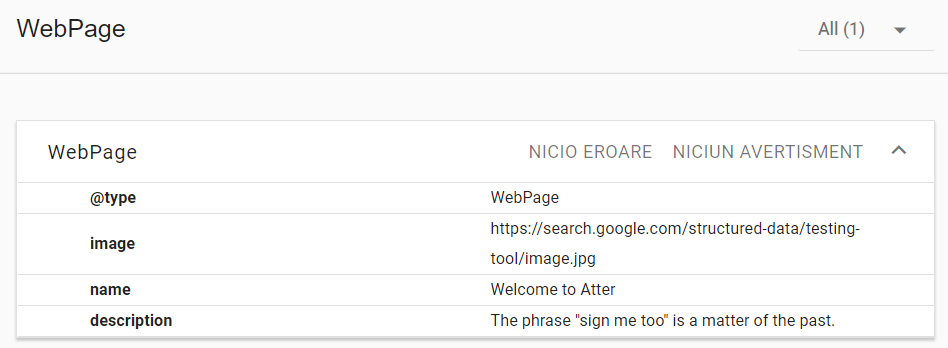 WebPage
All (1)
WebPage
NICIO EROARE
NICIUN AVERTISMENT
@type
WebPage
image
https://search.google.com/structured-data/testing-
tool/image.jpg
name
Welcome to Atter
description
The phrase "sign me too" is a matter of the past.